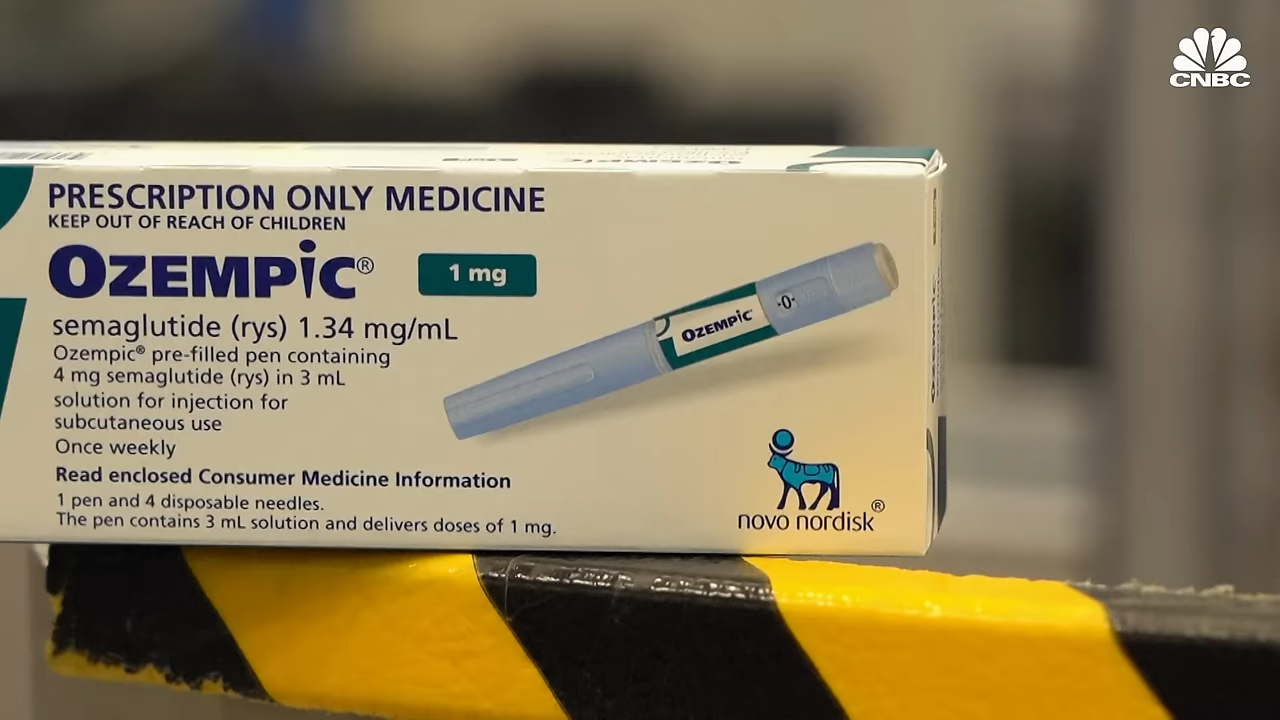 CNBC
PRESCRIPTION ONLY MEDICINE
KEEP OUT OF REACH OF CHILDREN
OZEMPIC®
1 mg
semaglutide (rys) 1.34 mg/mL
Ozempic® pre-filled pen containing
4 mg semaglutide (rys) in 3 mL
solution for injection for
subcutaneous use
Once weekly
Read enclosed Consumer Medicine Information
1 pen and 4 disposable needles.
The pen contains 3 mL solution and delivers doses of 1 mg.
OZEMPIC
-0-
novo nordisk®
OZEMPIC
OZEMPIC